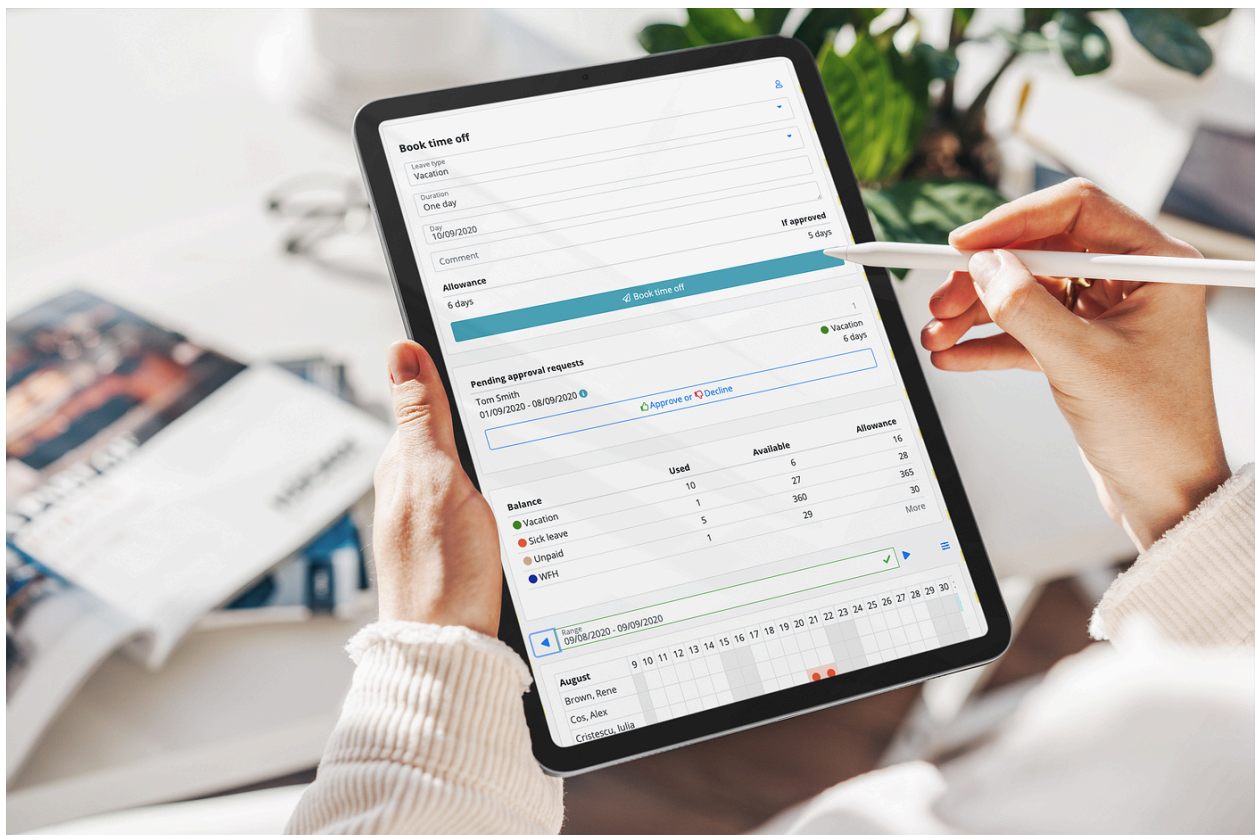 Book time off
Leave type
Vacation
Duration
One day
Day
10/09/2020
Comment
Allowance If approved
6 days 5 days
Book time off
Pending approval requests 1
Tom Smith Vacation
01/09/2020 - 08/09/2020 6 days
Approve or Decline
Balance Used Available Allowance
Vacation 10 6 16
Sick leave 1 27 28
Unpaid 5 360 365
WFH 1 29 30
More
Range
09/08/2020 - 09/09/2020
August 9 10 11 12 13 14 15 16 17 18 19 20 21 22 23 24 25 26 27 28 29 30
Brown, Rene
Cos, Alex
Cristescu, Iulia